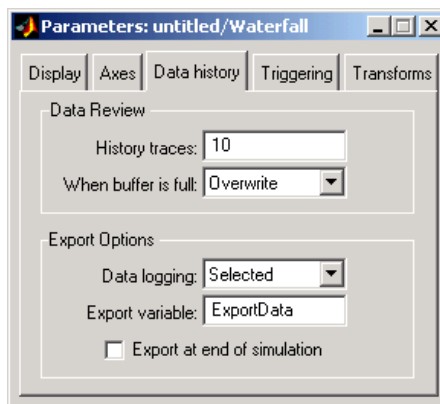 Parameters: untitled/Waterfall
Display Axes Data history Triggering Transforms
Data Review
History traces: 10
When buffer is full: Overwrite
Export Options
Data logging: Selected
Export variable: ExportData
Export at end of simulation